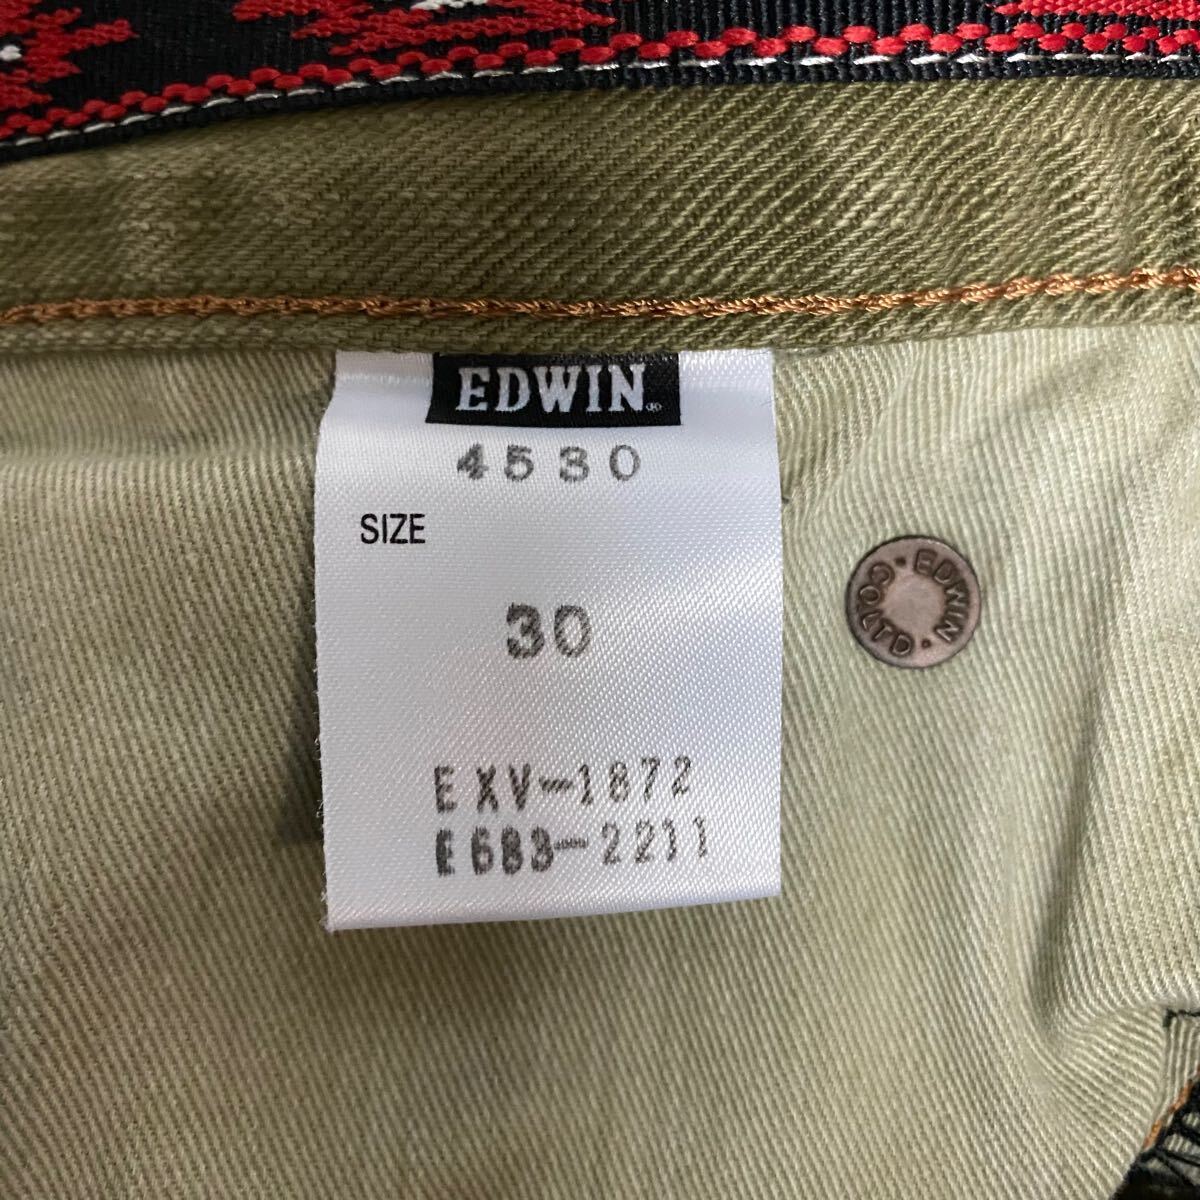 EDWIN®
4530
SIZE
30
EXV-1872
E683-2211
EDWIN · CO.LTD ·